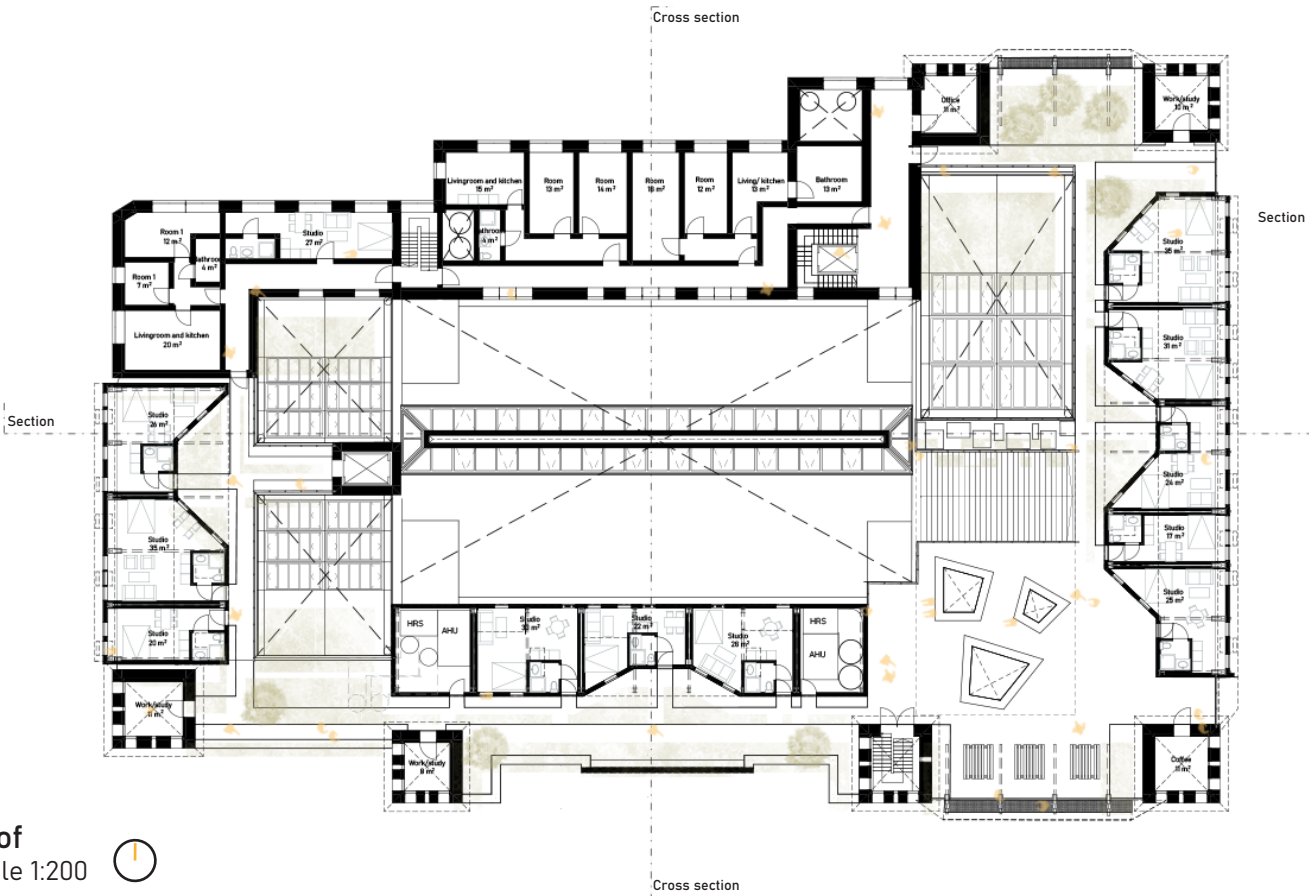 Cross section
Office
11 m²
Work/study
10 m²
Livingroom and kitchen
15 m²
Room
13 m²
Room
14 m²
Room
18 m²
Room
12 m²
Living/ kitchen
13 m²
Bathroom
13 m²
Room 1
12 m²
Studio
27 m²
4 m²
4 m²
Room 1
7 m²
Livingroom and kitchen
20 m²
Studio
35 m²
Section
Studio
31 m²
Section
Studio
26 m²
Studio
24 m²
Studio
35 m²
Studio
17 m²
Studio
25 m²
Studio
20 m²
HRS
AHU
Studio
Studio
22 m²
Studio
28 m²
HRS
AHU
Work/study
11 m²
Work/study
8 m²
Coffee
11 m²
of
le 1:200
Cross section